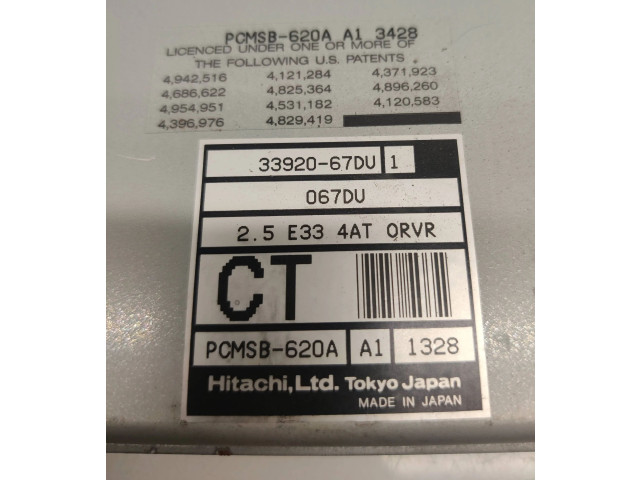 PCMSB-620A A1 3428
LICENCED UNDER ONE OR MORE OF
THE FOLLOWING U.S. PATENTS
4,942,516 4,121,284 4,371,923
4,686,622 4,825,364 4,896,260
4,954,951 4,531,182 4,120,583
4,396,976 4,829,419
33920-67DU 1
067DU
2.5 E33 4AT QRVR
CT
PCMSB-620A A1 1328
Hitachi,Ltd. Tokyo Japan
MADE IN JAPAN